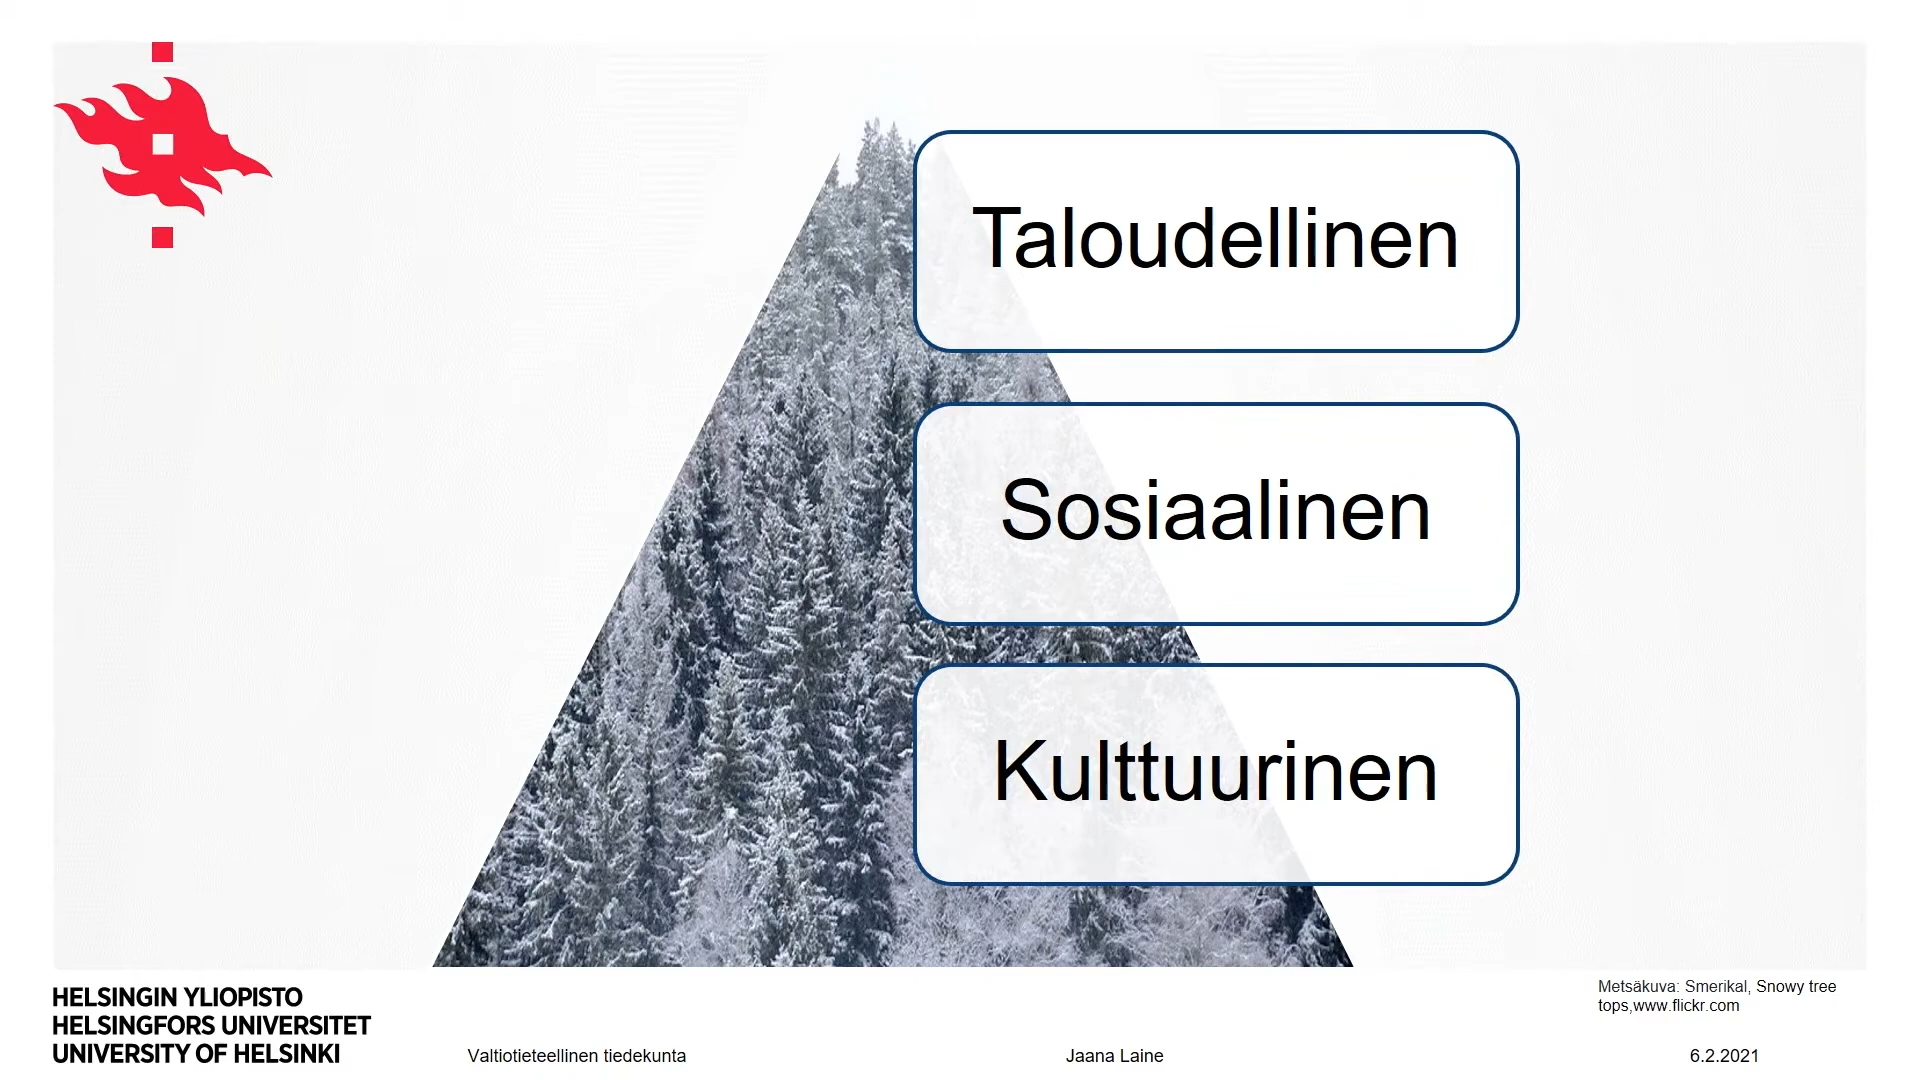 Taloudellinen
Sosiaalinen
Kulttuurinen
Metsäkuva: Smerikal, Snowy tree
tops,www.flickr.com
HELSINGIN YLIOPISTO
HELSINGFORS UNIVERSITET
UNIVERSITY OF HELSINKI
Valtiotieteellinen tiedekunta
Jaana Laine
6.2.2021